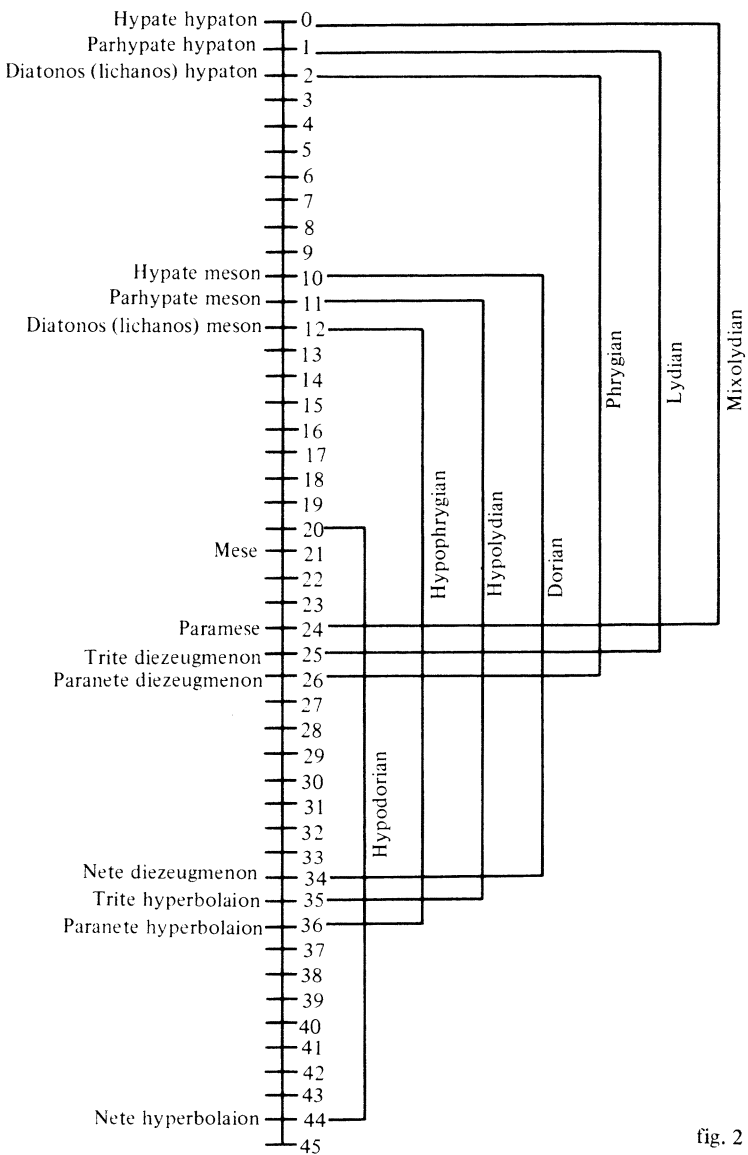 Hypate hypaton 0
Parhypate hypaton 1
Diatonos (lichanos) hypaton 2
3
4
5
6
7
8
9
Hypate meson 10
Parhypate meson 11
Diatonos (lichanos) meson 12
13
14
15
16
17
18
19
20
Mese 21
22
23
Paramese 24
Trite diezeugmenon 25
Paranete diezeugmenon 26
27
28
29
30
31
32
33
Nete diezeugmenon 34
Trite hyperbolaion 35
Paranete hyperbolaion 36
37
38
39
40
41
42
43
Nete hyperbolaion 44
45
Hypodorian
Hypophrygian
Hypolydian
Dorian
Phrygian
Lydian
Mixolydian
fig. 2